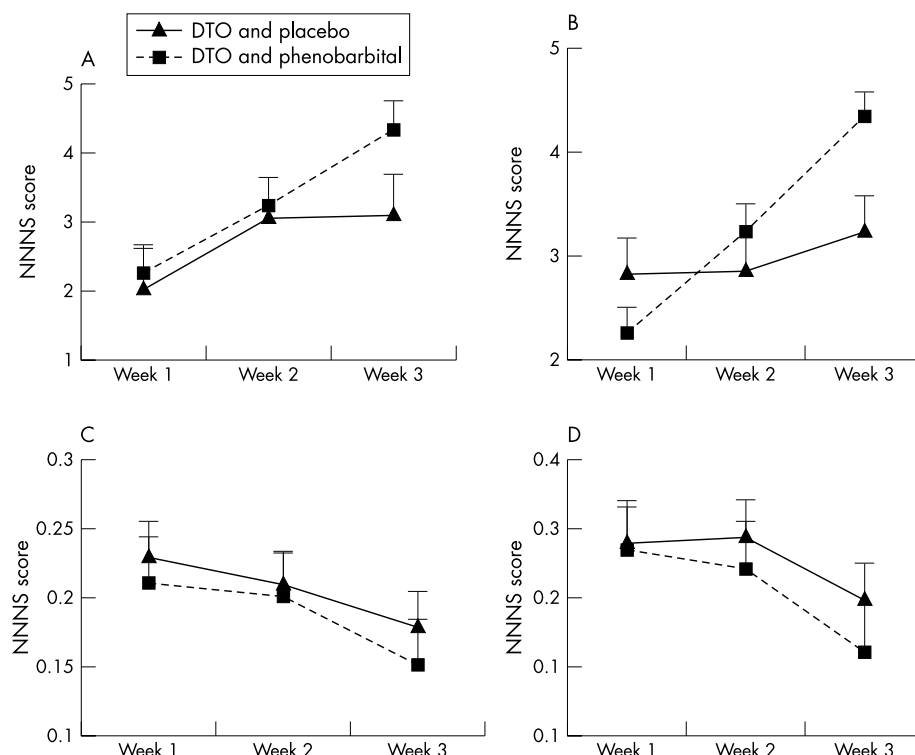 DTO and placebo
DTO and phenobarbital
A
5
4
3
2
1
NNNS score
Week 1 Week 2 Week 3
B
5
4
3
2
NNNS score
Week 1 Week 2 Week 3
C
0.3
0.25
0.2
0.15
0.1
NNNS score
Week 1 Week 2 Week 3
D
0.4
0.3
0.2
0.1
0.1
NNNS score
Week 1 Week 2 Week 3